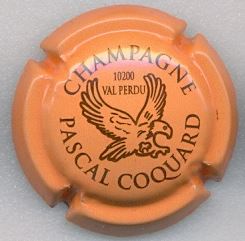 CHAMPAGNE
10200
VAL PERDU
PASCAL COQUARD